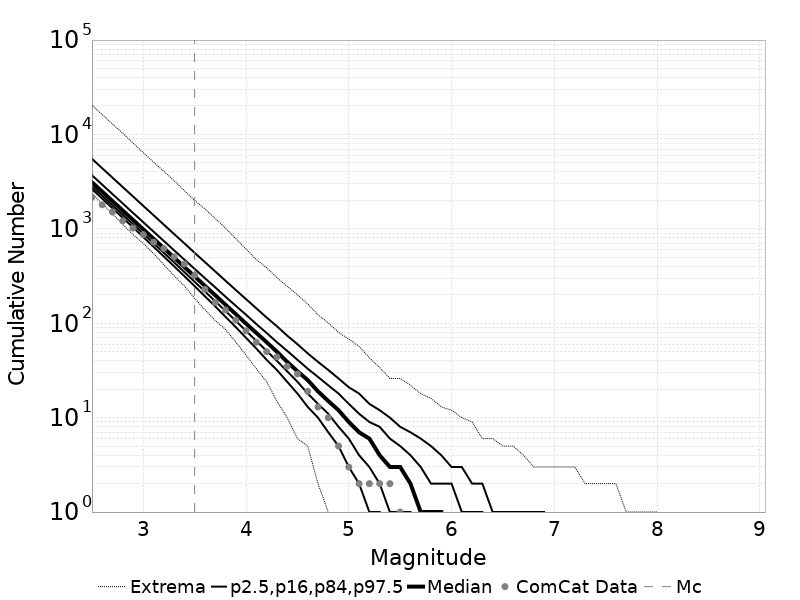 10^5
10^4
10^3
10^2
10^1
10^0
Cumulative Number
3 4 5 6 7 8 9
Magnitude
Extrema p2.5,p16,p84,p97.5 Median ComCat Data Mc